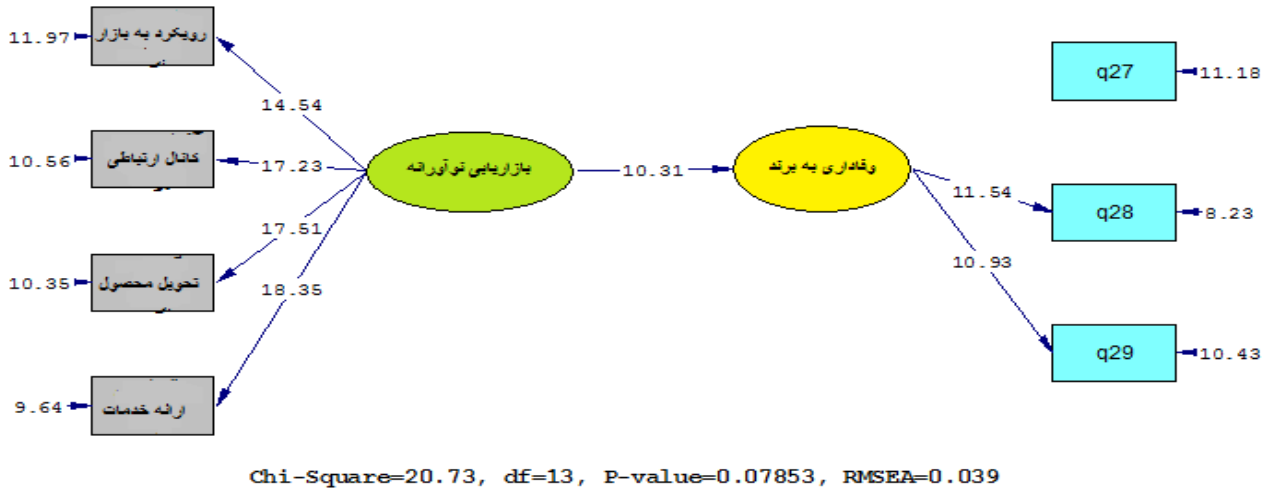 11.97
رویکرد به بازار
14.54
10.56
کانال ارتباطی
17.23
10.35
تحویل محصول
17.51
9.64
ارائه خدمات
18.35
بازاریابی نوآورانه
10.31
وفاداری به برند
q27
11.18
11.54
q28
8.23
10.93
q29
10.43
Chi-Square=20.73, df=13, P-value=0.07853, RMSEA=0.039